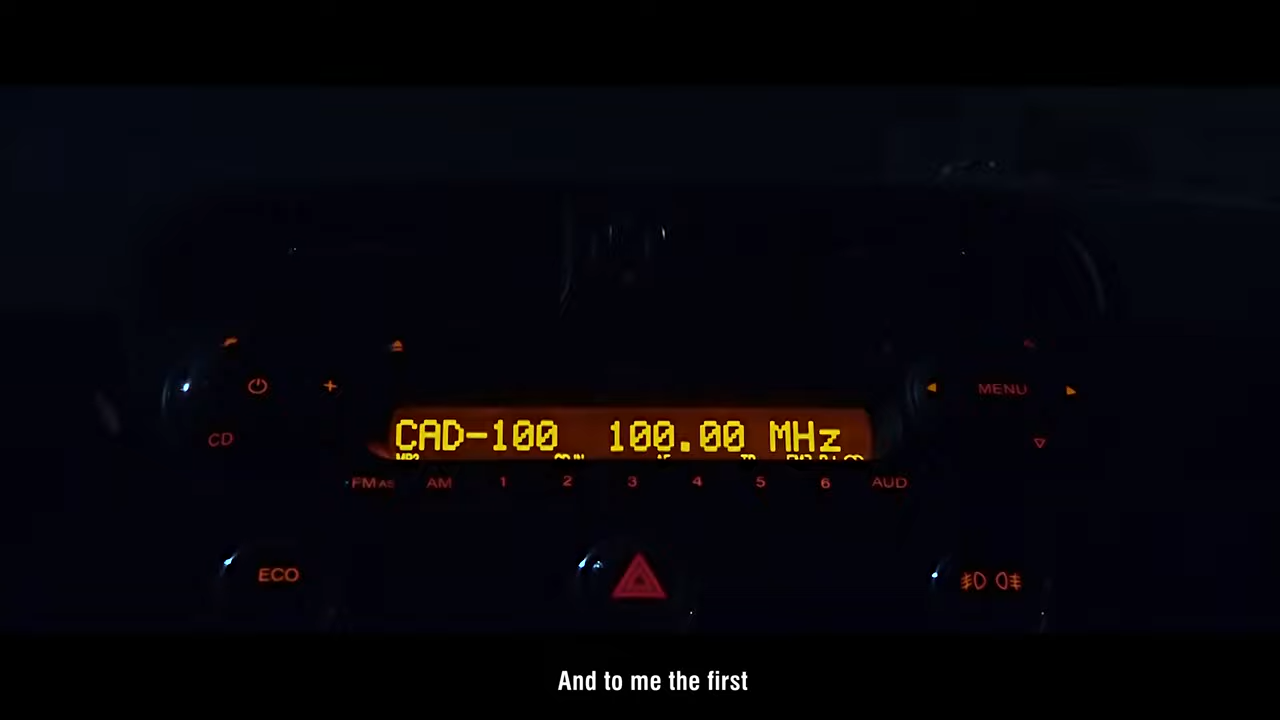 CD
MENU
CAD-100 100.00 MHz
FM AS AM 1 2 3 4 5 6 AUD
ECO
And to me the first